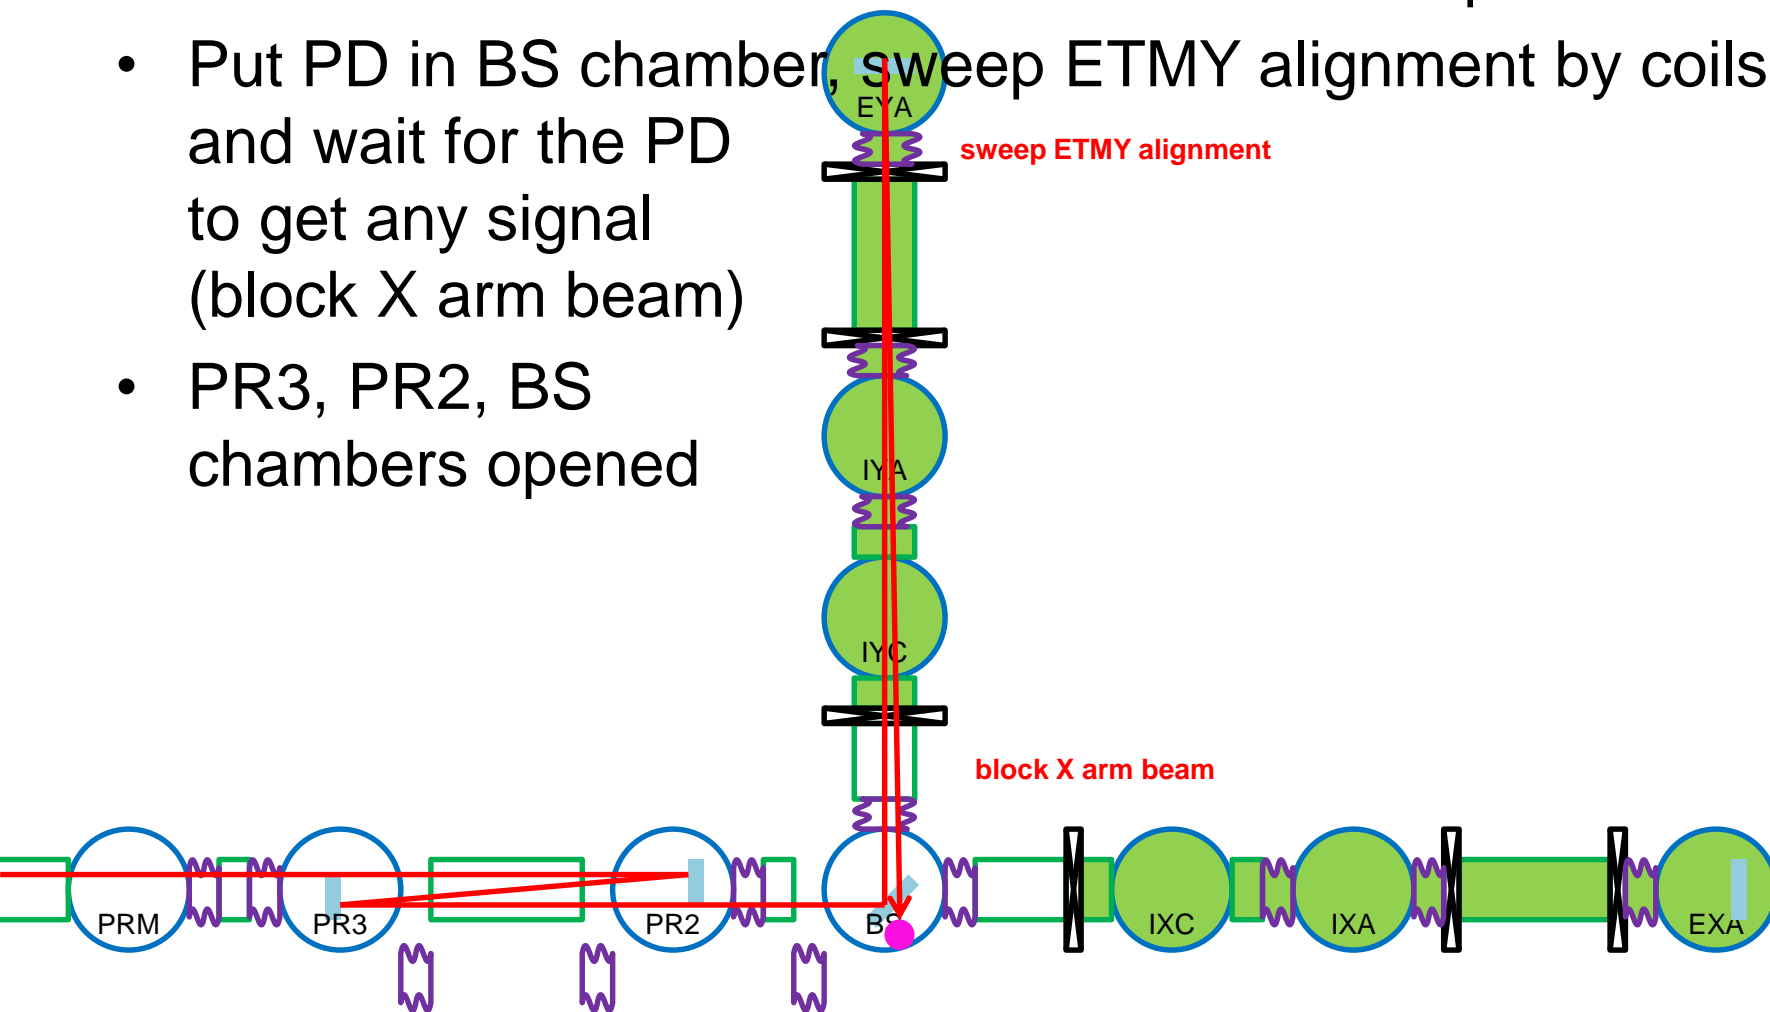 • Put PD in BS chamber, sweep ETMY alignment by coils
and wait for the PD
to get any signal
(block X arm beam)
• PR3, PR2, BS
chambers opened
EYA
sweep ETMY alignment
IYA
IYC
block X arm beam
PRM
PR3
PR2
BS
IXC
IXA
EXA